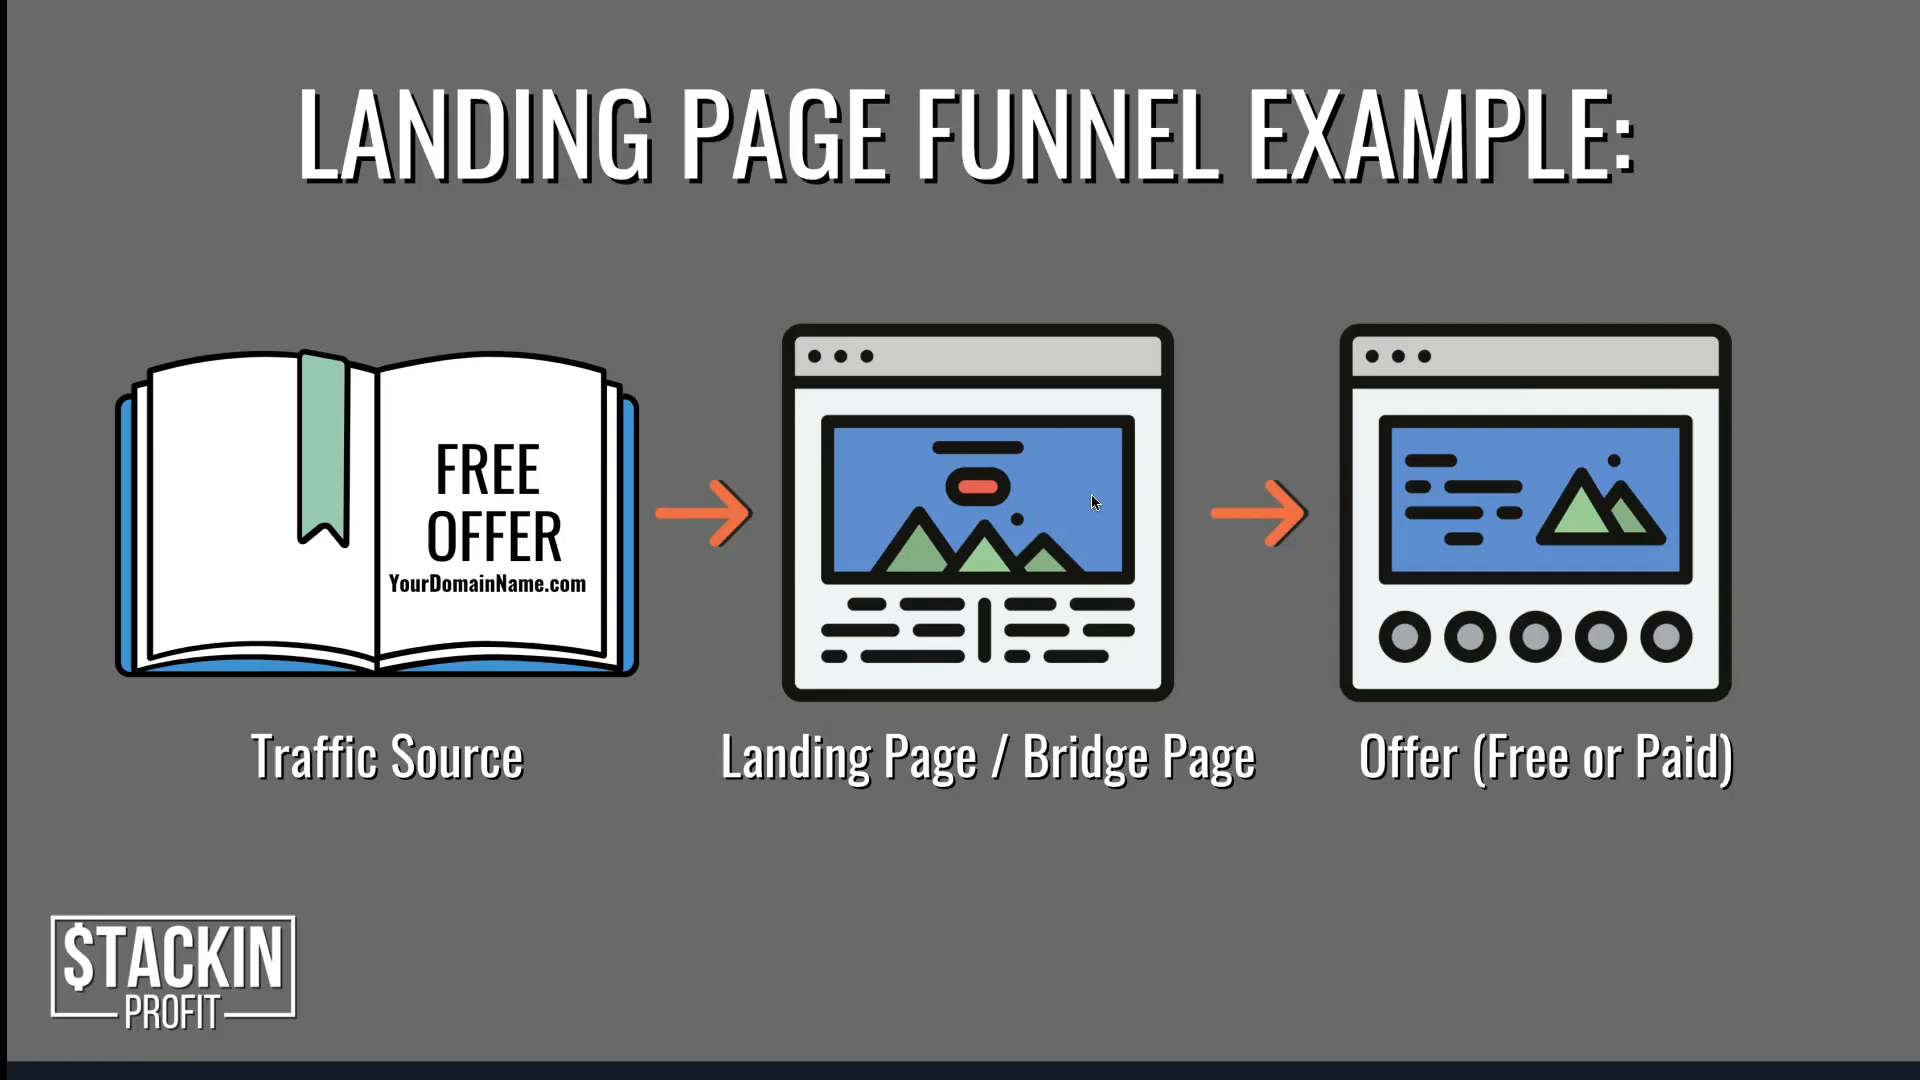 LANDING PAGE FUNNEL EXAMPLE:
FREE
OFFER
YourDomainName.com
Traffic Source
Landing Page / Bridge Page
Offer (Free or Paid)
$TACKIN
PROFIT